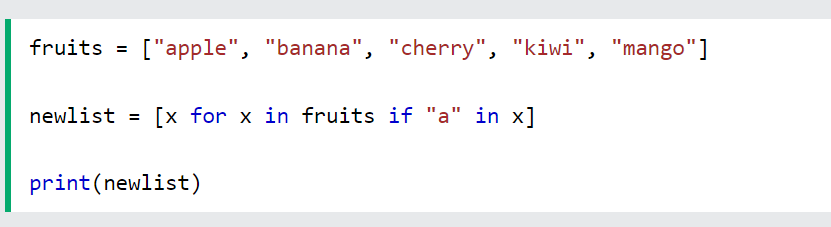 fruits = ["apple", "banana", "cherry", "kiwi", "mango"]
newlist = [x for x in fruits if "a" in x]
print(newlist)